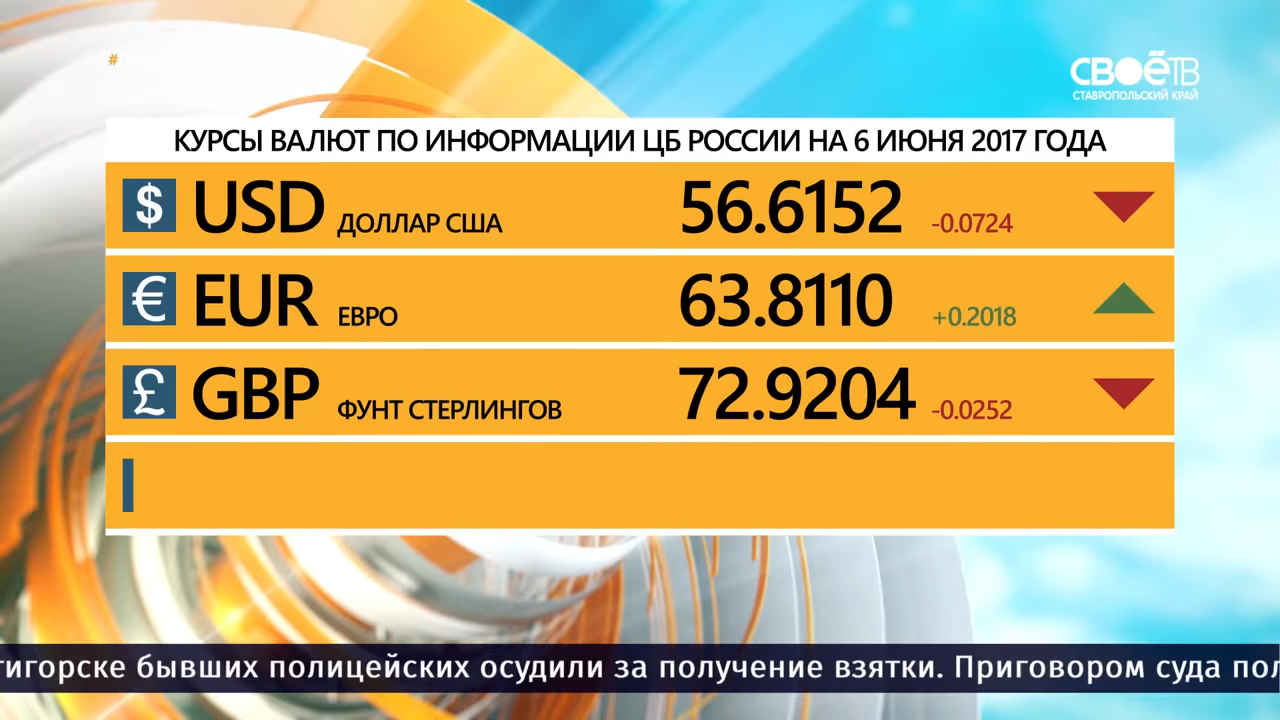 #
СВОЁТВ
СТАВРОПОЛЬСКИЙ КРАЙ
КУРСЫ ВАЛЮТ ПО ИНФОРМАЦИИ ЦБ РОССИИ НА 6 ИЮНЯ 2017 ГОДА
$ USD ДОЛЛАР США 56.6152 -0.0724
€ EUR ЕВРО 63.8110 +0.2018
£ GBP ФУНТ СТЕРЛИНГОВ 72.9204 -0.0252
тигорске бывших полицейских осудили за получение взятки. Приговором суда пол